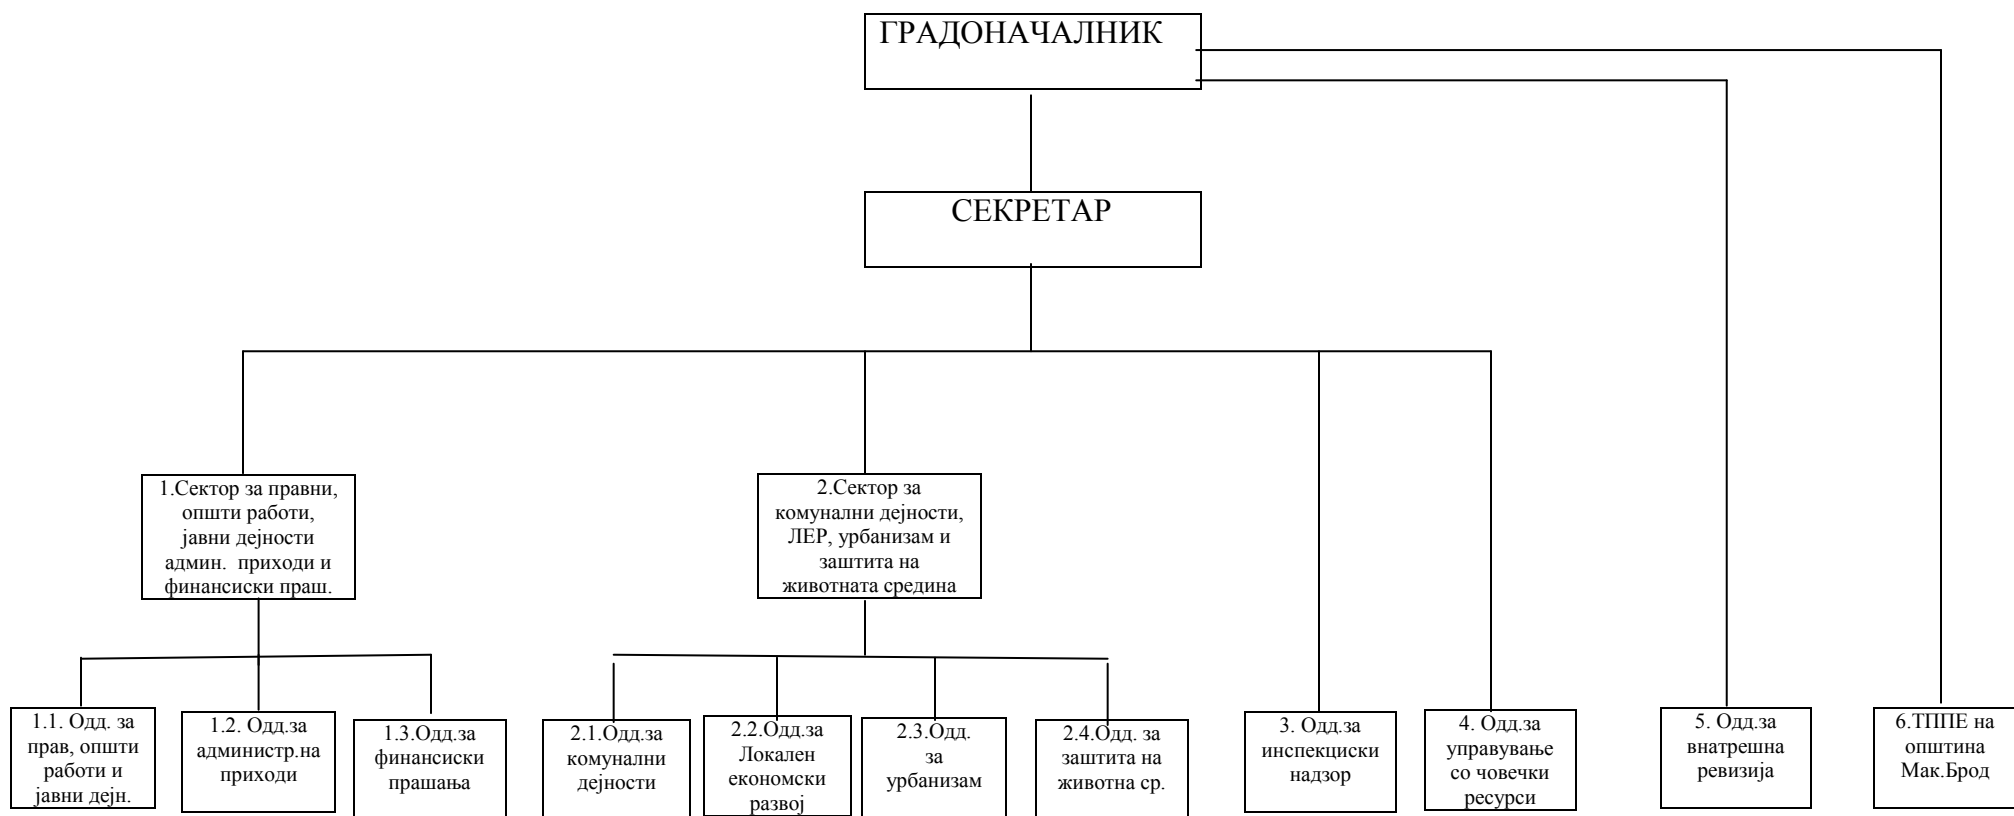 ГРАДОНАЧАЛНИК
СЕКРЕТАР
1.Сектор за правни,
општи работи,
јавни дејности
админ. приходи и
финансиски праш.
2.Сектор за
комунални дејности,
ЛЕР, урбанизам и
заштита на
животната средина
1.1. Одд. за
прав, општи
работи и
јавни дејн.
1.2. Одд.за
администр.на
приходи
1.3.Одд.за
финансиски
прашања
2.1.Одд.за
комунални
дејности
2.2.Одд.за
Локален
економски
развој
2.3.Одд.
за
урбанизам
2.4.Одд. за
заштита на
животна ср.
3. Одд.за
инспекциски
надзор
4. Одд.за
управување
со човечки
ресурси
5. Одд.за
внатрешна
ревизија
6.ТППЕ на
општина
Мак.Брод